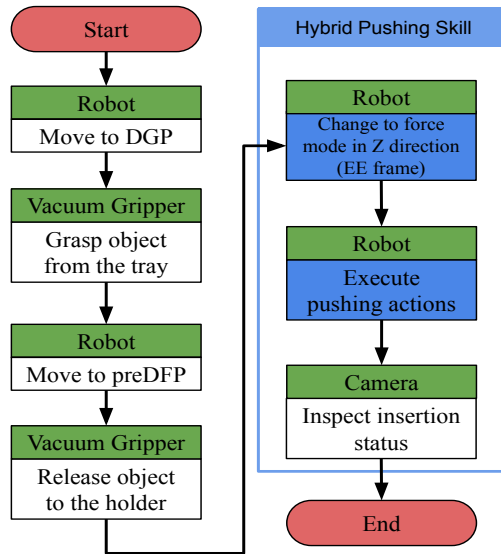 Start
Robot
Move to DGP
Vacuum Gripper
Grasp object
from the tray
Robot
Move to preDFP
Vacuum Gripper
Release object
to the holder
Hybrid Pushing Skill
Robot
Change to force
mode in Z direction
(EE frame)
Robot
Execute
pushing actions
Camera
Inspect insertion
status
End